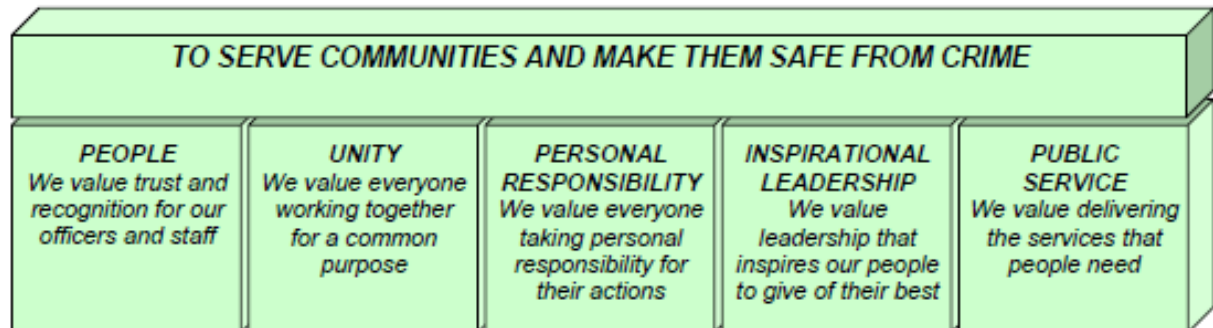 TO SERVE COMMUNITIES AND MAKE THEM SAFE FROM CRIME
PEOPLE
We value trust and
recognition for our
officers and staff
UNITY
We value everyone
working together
for a common
purpose
PERSONAL
RESPONSIBILITY
We value everyone
taking personal
responsibility for
their actions
INSPIRATIONAL
LEADERSHIP
We value
leadership that
inspires our people
to give of their best
PUBLIC
SERVICE
We value delivering
the services that
people need